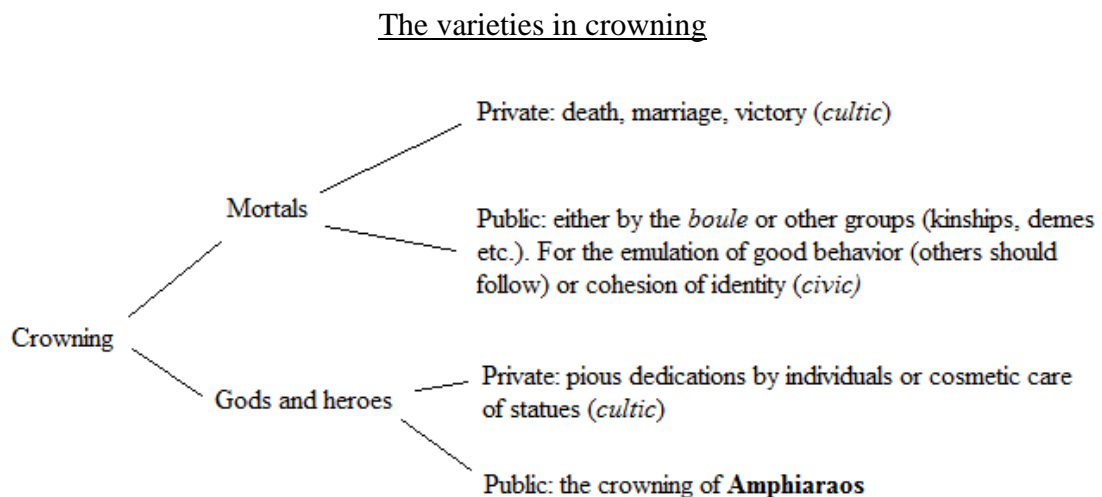 The varieties in crowning
Private: death, marriage, victory (cultic)
Mortals
Public: either by the boule or other groups (kinships, demes
etc.). For the emulation of good behavior (others should
follow) or cohesion of identity (civic)
Crowning
Private: pious dedications by individuals or cosmetic care
of statues (cultic)
Gods and heroes
Public: the crowning of Amphiaraos